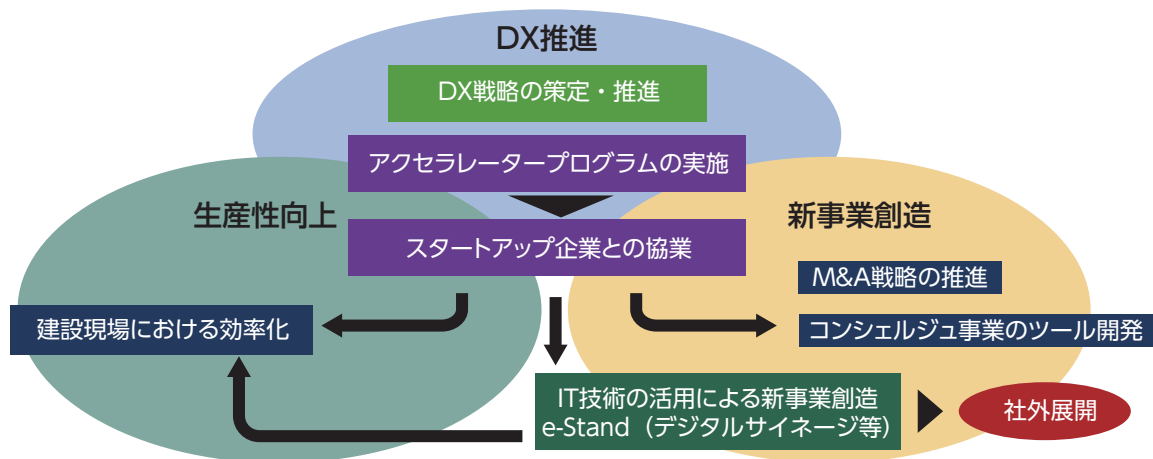 DX推進
DX戦略の策定・推進
アクセラレータープログラムの実施
生産性向上
新事業創造
スタートアップ企業との協業
M&A戦略の推進
建設現場における効率化
コンシェルジュ事業のツール開発
IT技術の活用による新事業創造
e-Stand（デジタルサイネージ等）
社外展開